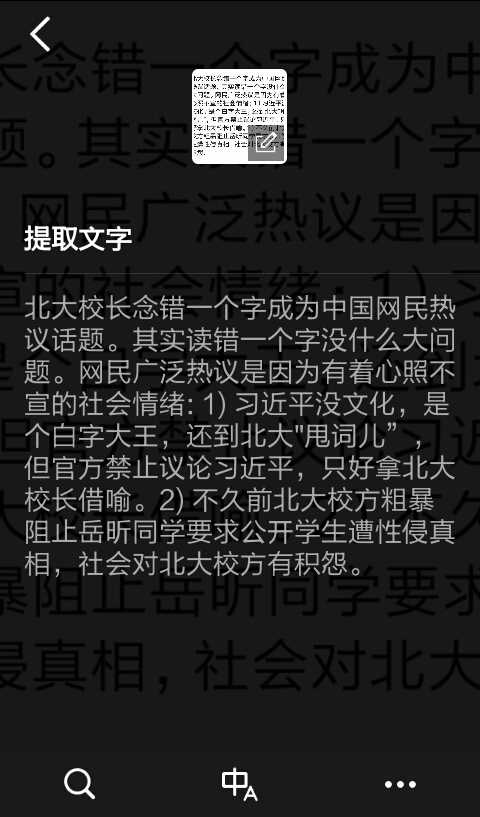 提取文字
北大校长念错一个字成为中国网民热
议话题。其实读错一个字没什么大问
题。网民广泛热议是因为有着心照不
宣的社会情绪: 1) 习近平没文化，是
个白字大王，还到北大"甩词儿”，
但官方禁止议论习近平，只好拿北大
校长借喻。2) 不久前北大校方粗暴
阻止岳昕同学要求公开学生遭性侵真
相，社会对北大校方有积怨。
中A